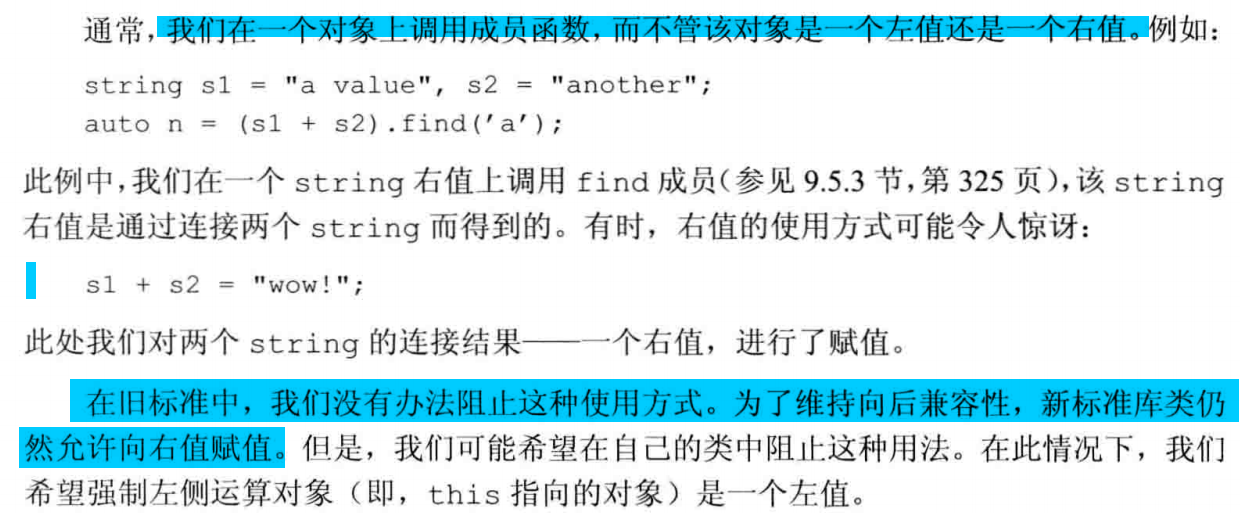 通常，我们在一个对象上调用成员函数，而不管该对象是一个左值还是一个右值。例如：
string s1 = "a value", s2 = "another";
auto n = (s1 + s2).find('a');
此例中，我们在一个 string 右值上调用 find 成员（参见 9.5.3 节，第 325 页），该 string
右值是通过连接两个 string 而得到的。有时，右值的使用方式可能令人惊讶：
s1 + s2 = "wow!";
此处我们对两个 string 的连接结果——一个右值，进行了赋值。
在旧标准中，我们没有办法阻止这种使用方式。为了维持向后兼容性，新标准库类仍
然允许向右值赋值。但是，我们可能希望在自己的类中阻止这种用法。在此情况下，我们
希望强制左侧运算对象（即，this 指向的对象）是一个左值。